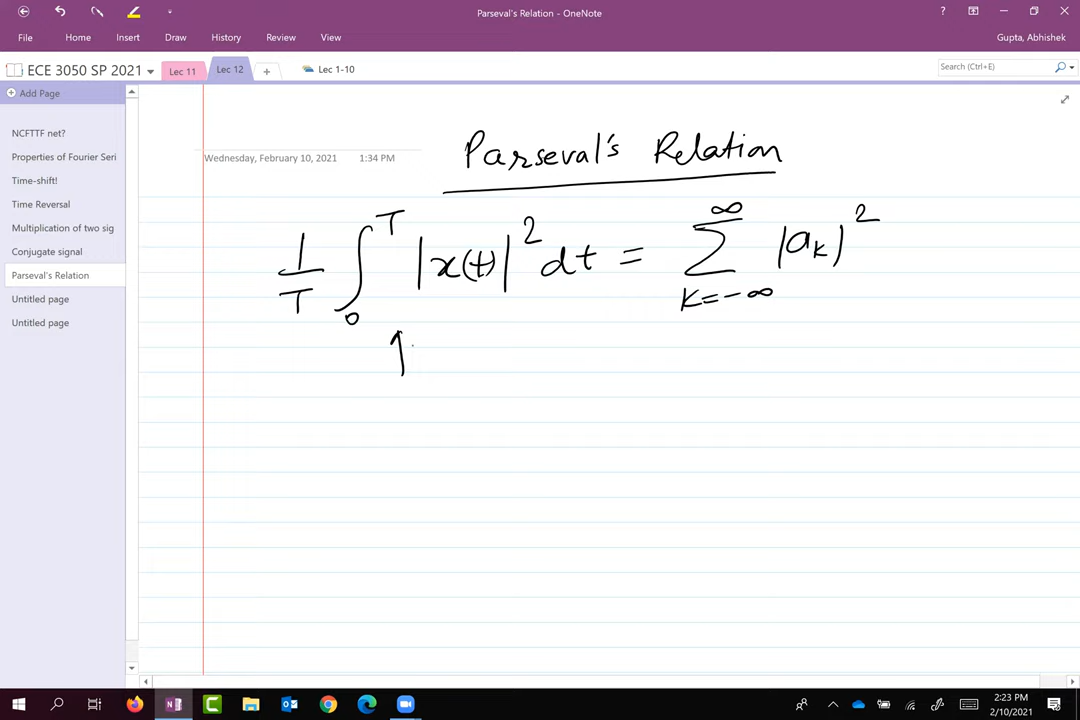 Parseval's Relation - OneNote
?
File Home Insert Draw History Review View
Gupta, Abhishek
ECE 3050 SP 2021
Lec 11
Lec 12
Lec 1-10
Search (Ctrl+E)
Add Page
NCFTTF net?
Properties of Fourier Seri
Time-shift!
Time Reversal
Multiplication of two sig
Conjugate signal
Parseval's Relation
Untitled page
Untitled page
Wednesday, February 10, 2021 1:34 PM
Parseval's Relation
1/T ∫₀ᵀ |x(t)|² dt = ∑_{k=-∞}^{∞} |a_k|²
2:23 PM
2/10/2021